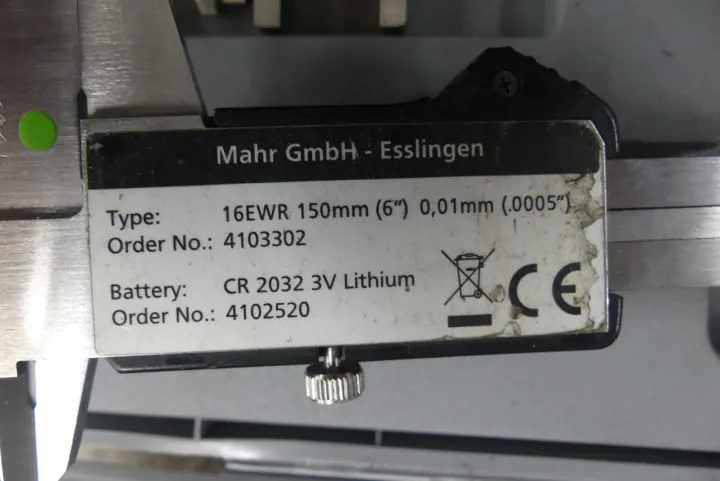 Mahr GmbH - Esslingen
Type: 16EWR 150mm (6“) 0,01mm (.0005“)
Order No.: 4103302
Battery: CR 2032 3V Lithium
Order No.: 4102520
CE